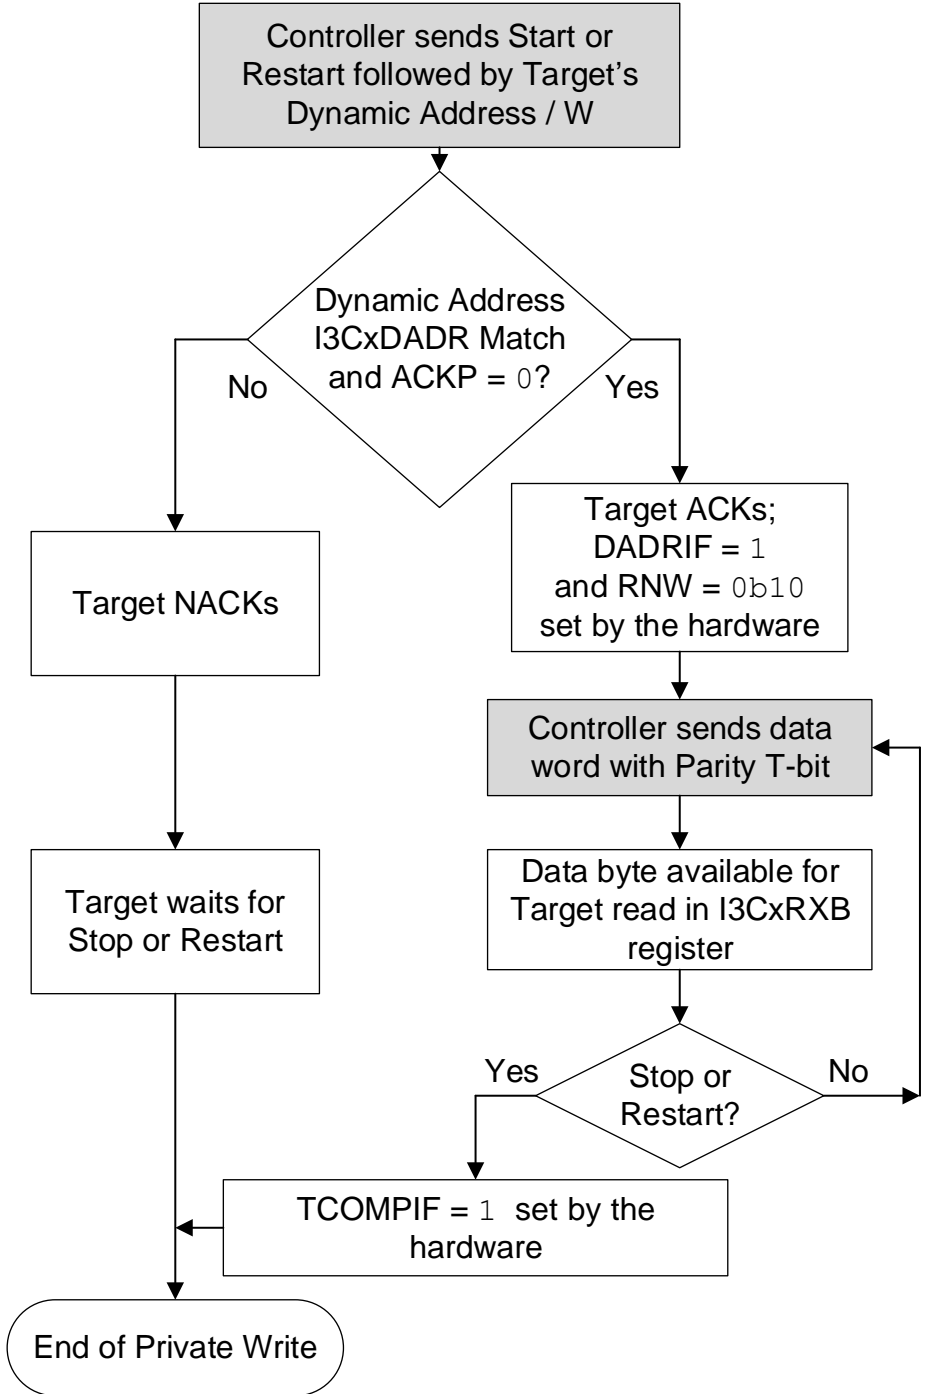 Controller sends Start or
Restart followed by Target's
Dynamic Address / W
Dynamic Address
I3CxDADR Match
and ACKP = 0?
No
Yes
Target ACKs;
DADRIF = 1
and RNW = 0b10
set by the hardware
Target NACKs
Controller sends data
word with Parity T-bit
Data byte available for
Target read in I3CxRXB
register
Target waits for
Stop or Restart
Yes
Stop or
Restart?
No
TCOMPIF = 1 set by the
hardware
End of Private Write